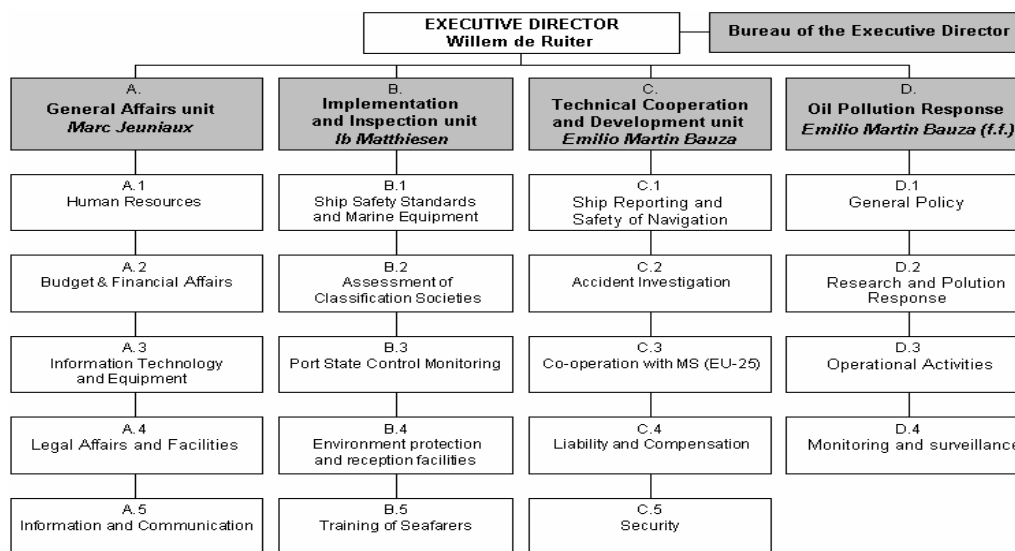 EXECUTIVE DIRECTOR
Willem de Ruiter
Bureau of the Executive Director
A.
General Affairs unit
Marc Jeuniaux
B.
Implementation
and Inspection unit
Ib Matthiesen
C.
Technical Cooperation
and Development unit
Emilio Martin Bauza
D.
Oil Pollution Response
Emilio Martin Bauza (f.f.)
A.1
Human Resources
B.1
Ship Safety Standards
and Marine Equipment
C.1
Ship Reporting and
Safety of Navigation
D.1
General Policy
A.2
Budget & Financial Affairs
B.2
Assessment of
Classification Societies
C.2
Accident Investigation
D.2
Research and Polution
Response
A.3
Information Technology
and Equipment
B.3
Port State Control Monitoring
C.3
Co-operation with MS (EU-25)
D.3
Operational Activities
A.4
Legal Affairs and Facilities
B.4
Environment protection
and reception facilities
C.4
Liability and Compensation
D.4
Monitoring and surveillance
A.5
Information and Communication
B.5
Training of Seafarers
C.5
Security